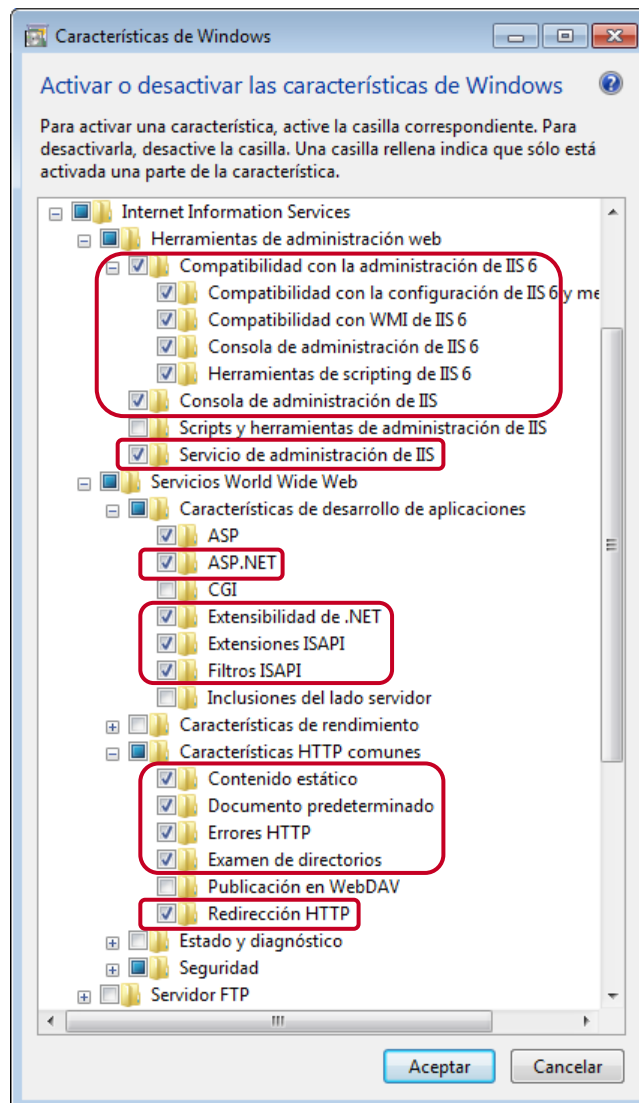 Características de Windows
Activar o desactivar las características de Windows
Para activar una característica, active la casilla correspondiente. Para
desactivarla, desactive la casilla. Una casilla rellena indica que sólo está
activada una parte de la característica.
Internet Information Services
Herramientas de administración web
Compatibilidad con la administración de IIS 6
Compatibilidad con la configuración de IIS 6 y me
Compatibilidad con WMI de IIS 6
Consola de administración de IIS 6
Herramientas de scripting de IIS 6
Consola de administración de IIS
Scripts y herramientas de administración de IIS
Servicio de administración de IIS
Servicios World Wide Web
Características de desarrollo de aplicaciones
ASP
ASP.NET
CGI
Extensibilidad de .NET
Extensiones ISAPI
Filtros ISAPI
Inclusiones del lado servidor
Características de rendimiento
Características HTTP comunes
Contenido estático
Documento predeterminado
Errores HTTP
Examen de directorios
Publicación en WebDAV
Redirección HTTP
Estado y diagnóstico
Seguridad
Servidor FTP
Aceptar Cancelar